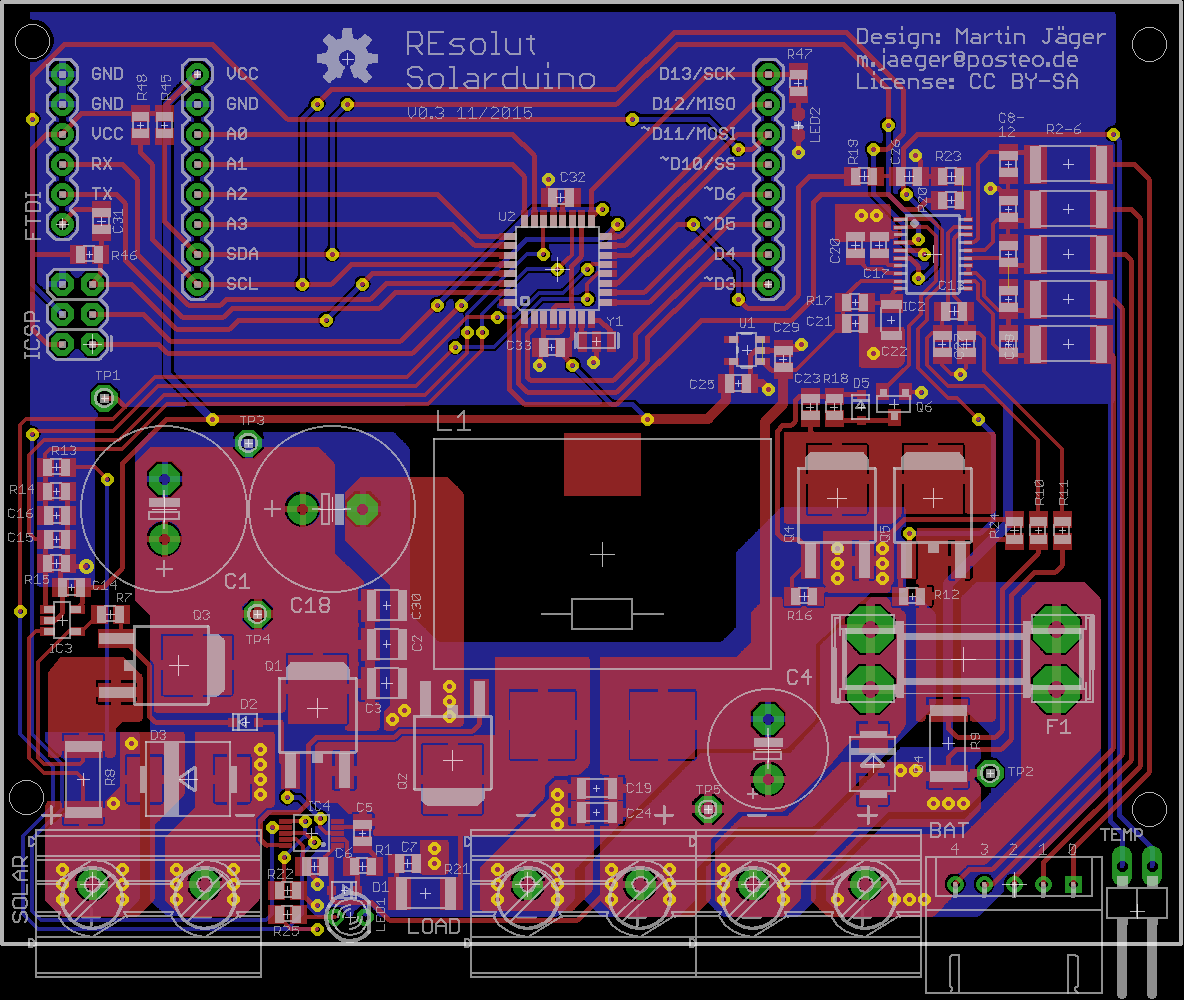 REsolut
Solarduino
V0.3 11/2015
Design: Martin Jäger
m.jaeger@posteo.de
License: CC BY-SA
GND
GND
VCC
RX
TX
FTDI
ICSP
R48
R45
C31
R46
VCC
GND
A0
A1
A2
A3
SDA
SCL
D13/SCK
D12/MISO
~D11/MOSI
~D10/SS
~D6
~D5
D4
~D3
R47
LED2
C32
U2
C33
Y1
U1
C29
C25
R19
C26
R23
R20
C8-
12
R2-6
C20
C17
R17
C21
IC2
C22
C23
R18
D5
Q6
TP1
TP3
L1
R13
R14
C16
C15
R15
C14
R7
IC3
C1
C18
TP4
Q3
Q1
C30
C2
C3
D2
D3
R8
Q2
Q4
Q5
R24
R10
R11
R16
R12
C4
F1
R9
TP2
TP5
C19
C24
IC4
C5
C6
R1
C7
R21
R22
R25
D1
LED1
LOAD
SOLAR
BAT
4 3 2 1 0
TEMP